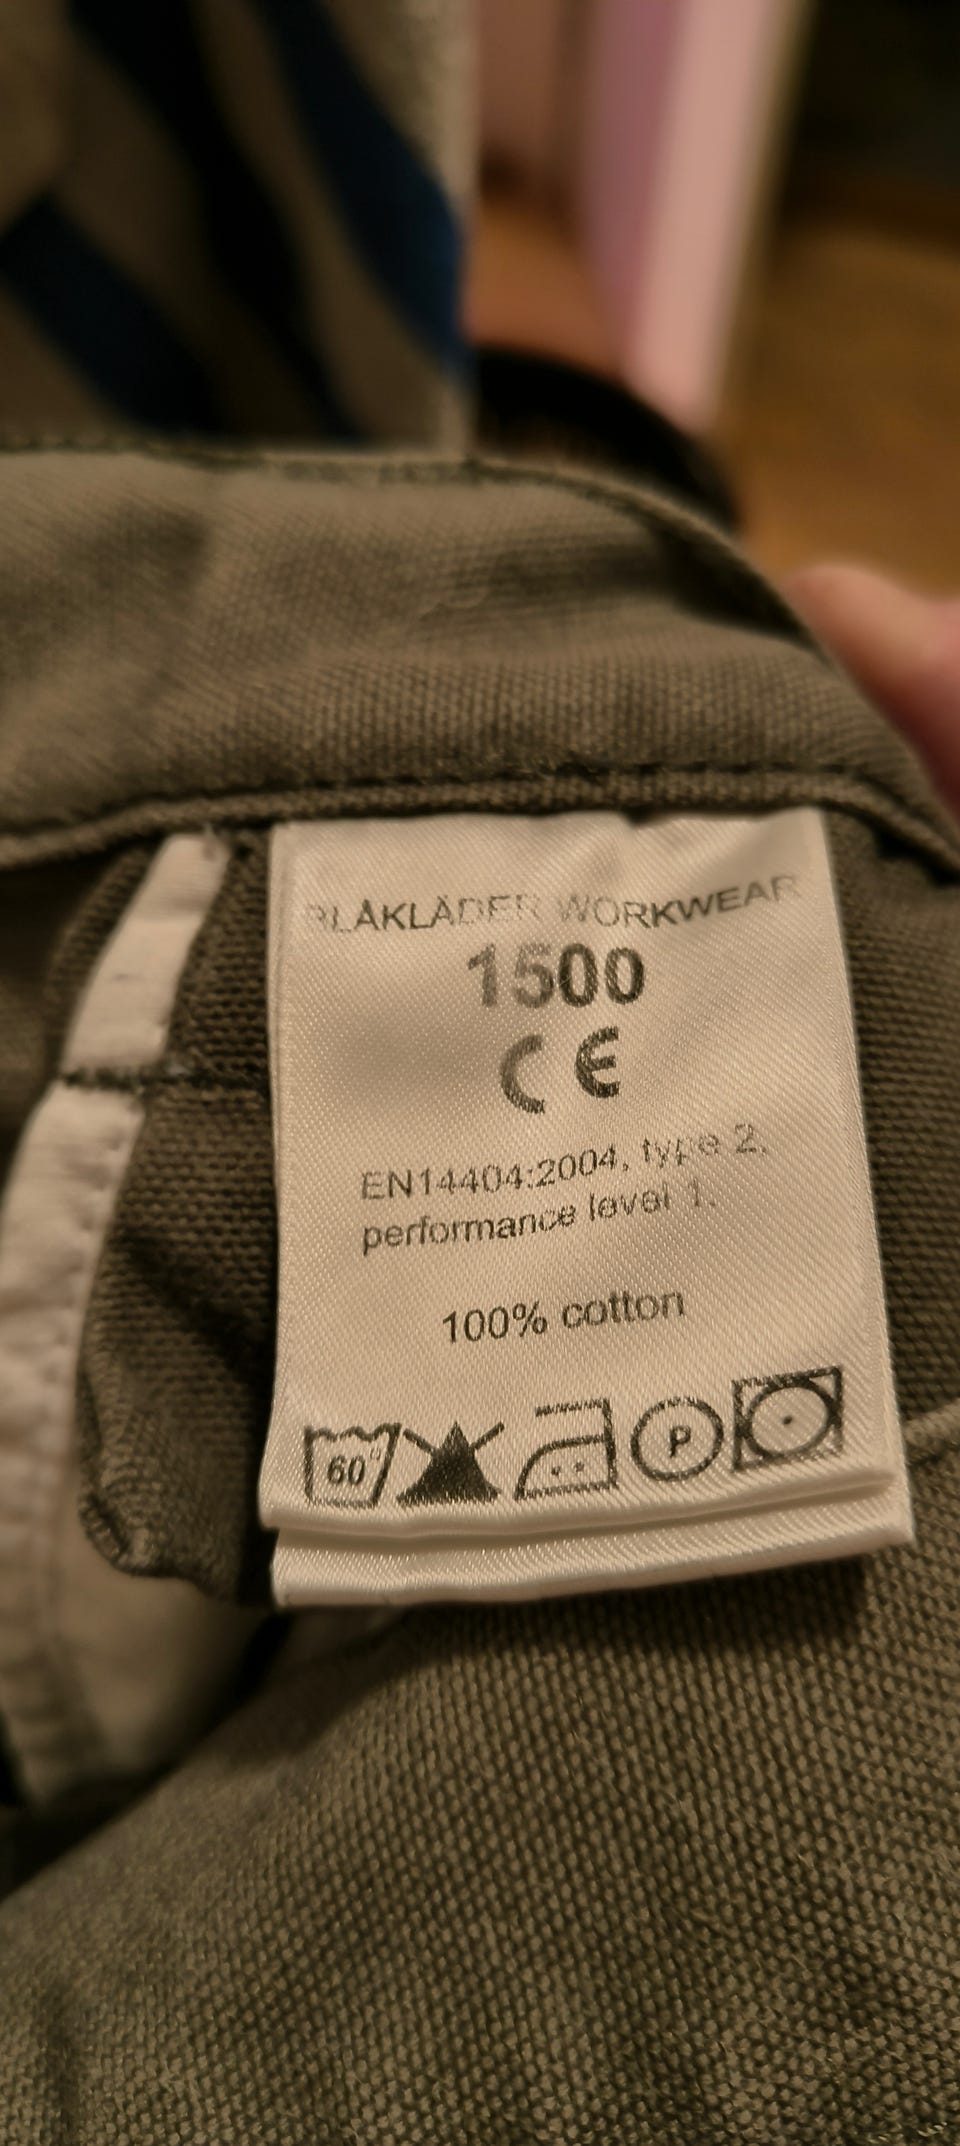 BLÅKLÄDER WORKWEAR
1500
CE
EN14404:2004, type 2,
performance level 1.
100% cotton
60° P